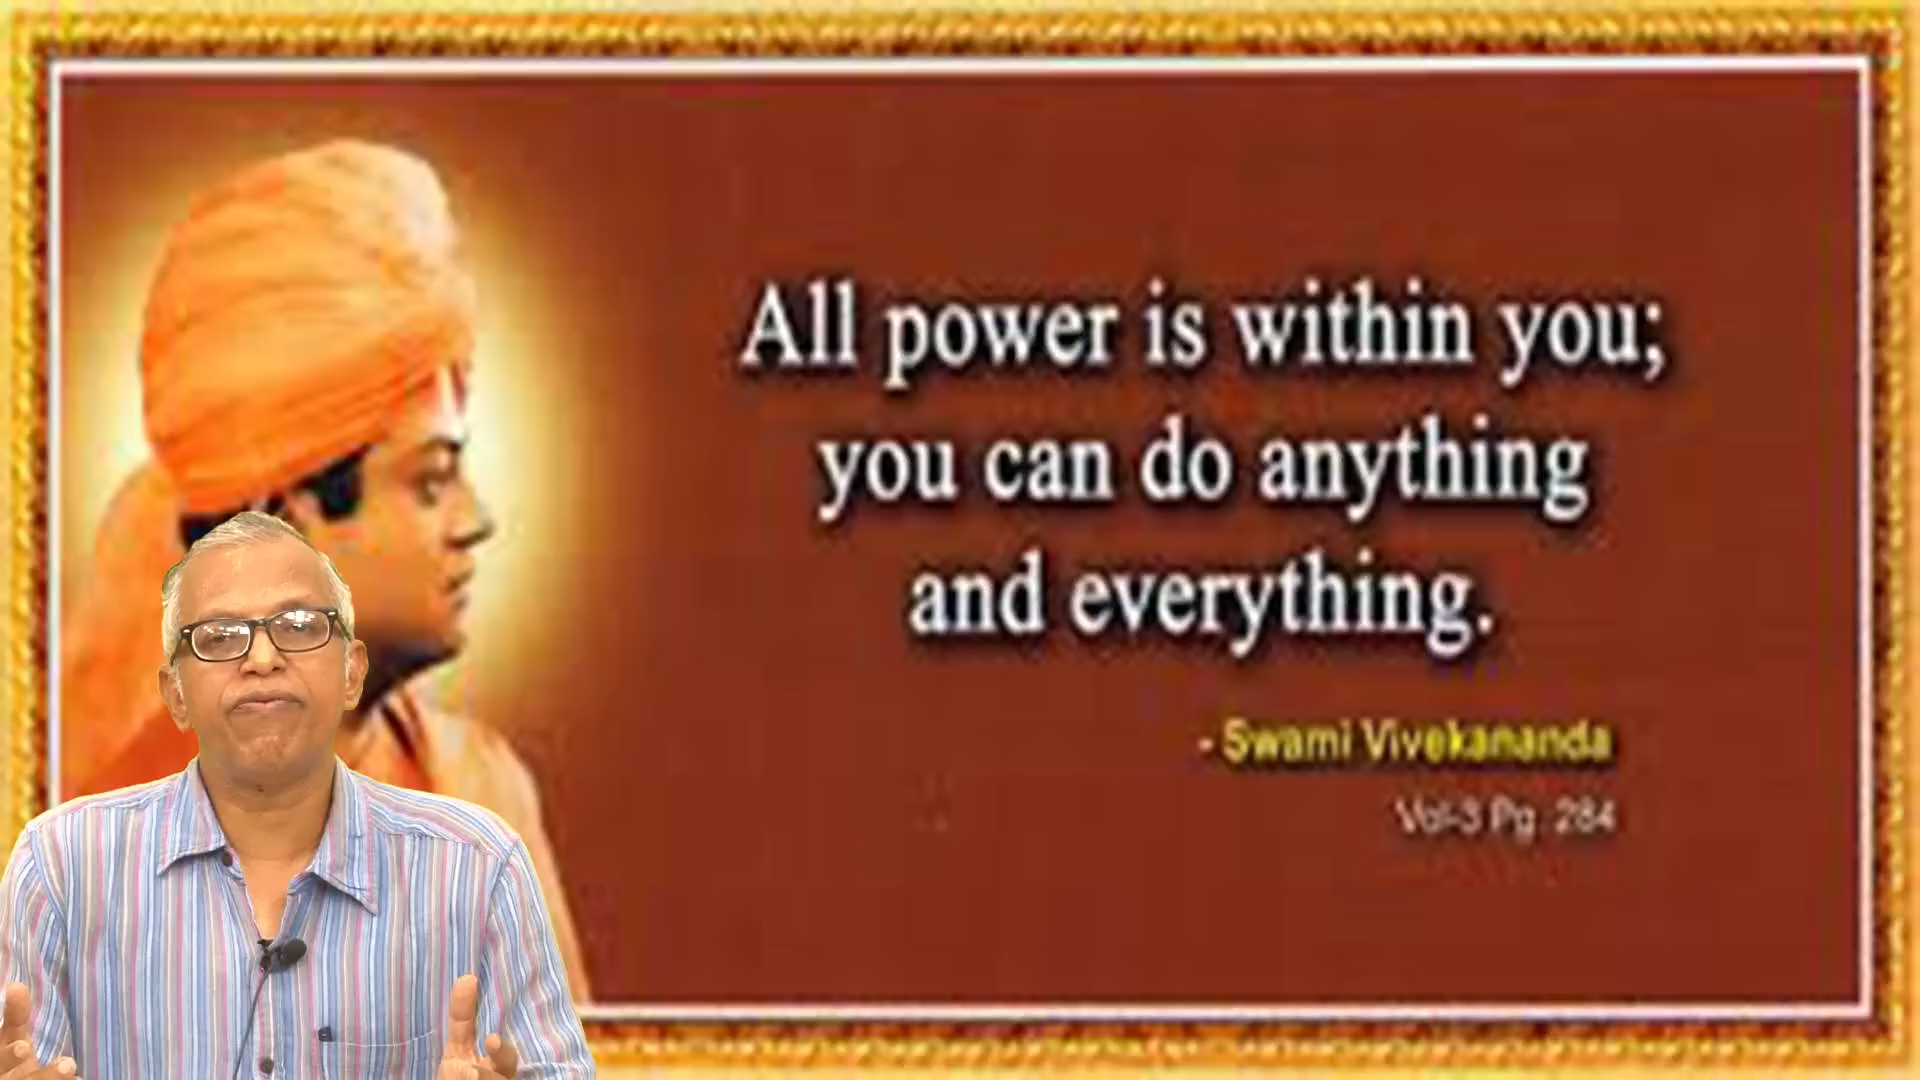 All power is within you;
you can do anything
and everything.
- Swami Vivekananda
Vol-3 Pg. 284